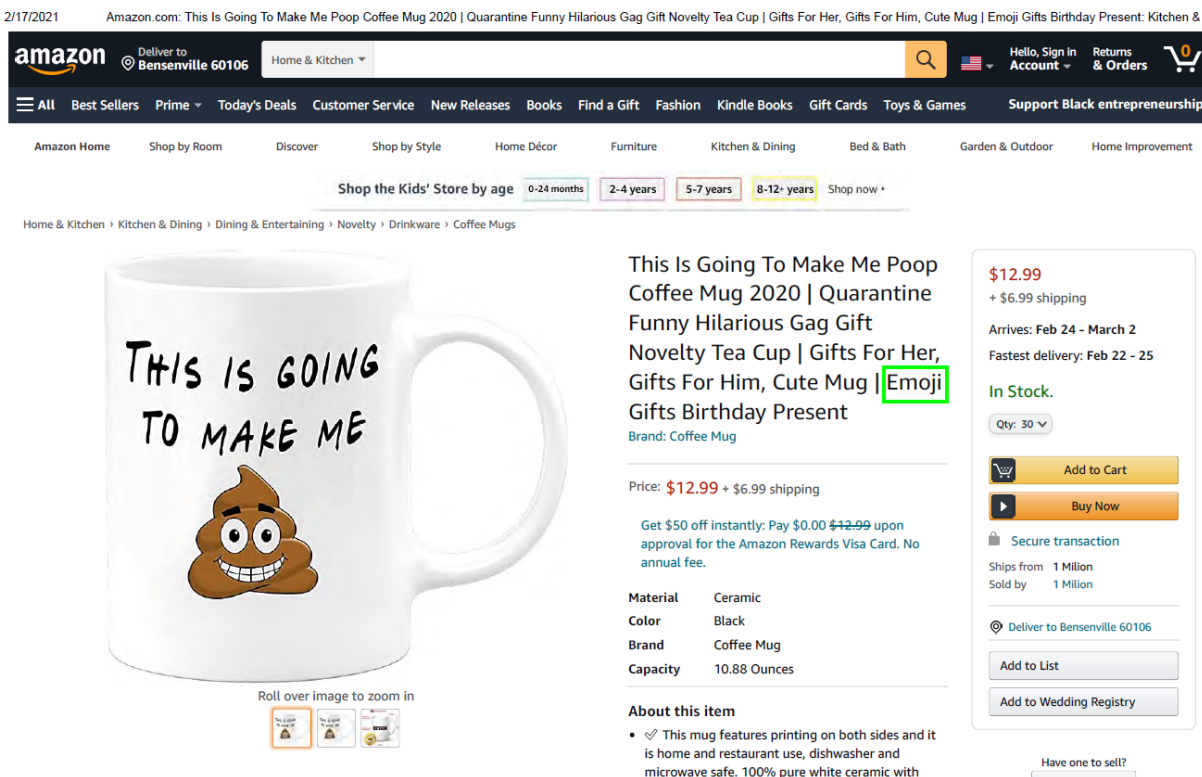 2/17/2021 Amazon.com: This Is Going To Make Me Poop Coffee Mug 2020 | Quarantine Funny Hilarious Gag Gift Novelty Tea Cup | Gifts For Her, Gifts For Him, Cute Mug | Emoji Gifts Birthday Present: Kitchen &
amazon Deliver to Bensenville 60106 Home & Kitchen Hello, Sign in Account Returns & Orders 0
All Best Sellers Prime Today's Deals Customer Service New Releases Books Find a Gift Fashion Kindle Books Gift Cards Toys & Games Support Black entrepreneurship
Amazon Home Shop by Room Discover Shop by Style Home Décor Furniture Kitchen & Dining Bed & Bath Garden & Outdoor Home Improvement
Shop the Kids' Store by age 0-24 months 2-4 years 5-7 years 8-12+ years Shop now
Home & Kitchen › Kitchen & Dining › Dining & Entertaining › Novelty › Drinkware › Coffee Mugs
THIS IS GOING
TO MAKE ME
Roll over image to zoom in
This Is Going To Make Me Poop
Coffee Mug 2020 | Quarantine
Funny Hilarious Gag Gift
Novelty Tea Cup | Gifts For Her,
Gifts For Him, Cute Mug | Emoji
Gifts Birthday Present
Brand: Coffee Mug
Price: $12.99 + $6.99 shipping
Get $50 off instantly: Pay $0.00 $12.99 upon
approval for the Amazon Rewards Visa Card. No
annual fee.
Material Ceramic
Color Black
Brand Coffee Mug
Capacity 10.88 Ounces
About this item
• ✅ This mug features printing on both sides and it
is home and restaurant use, dishwasher and
microwave safe. 100% pure white ceramic with
$12.99
+ $6.99 shipping
Arrives: Feb 24 - March 2
Fastest delivery: Feb 22 - 25
In Stock.
Qty: 30
Add to Cart
Buy Now
Secure transaction
Ships from 1 Milion
Sold by 1 Milion
Deliver to Bensenville 60106
Add to List
Add to Wedding Registry
Have one to sell?